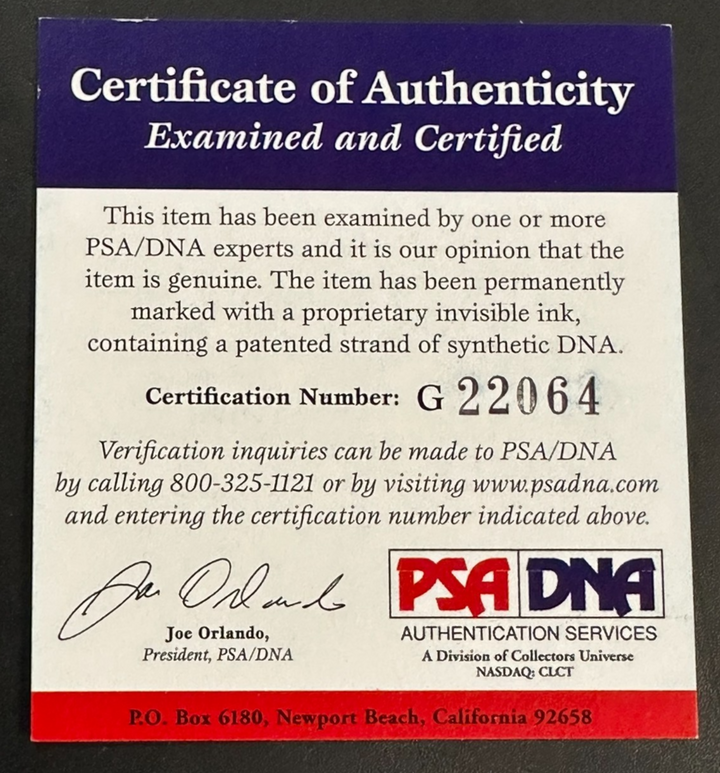 Certificate of Authenticity
Examined and Certified
This item has been examined by one or more
PSA/DNA experts and it is our opinion that the
item is genuine. The item has been permanently
marked with a proprietary invisible ink,
containing a patented strand of synthetic DNA.
Certification Number: G 22064
Verification inquiries can be made to PSA/DNA
by calling 800-325-1121 or by visiting www.psadna.com
and entering the certification number indicated above.
Joe Orlando
Joe Orlando,
President, PSA/DNA
PSA DNA
AUTHENTICATION SERVICES
A Division of Collectors Universe
NASDAQ: CLCT
P.O. Box 6180, Newport Beach, California 92658